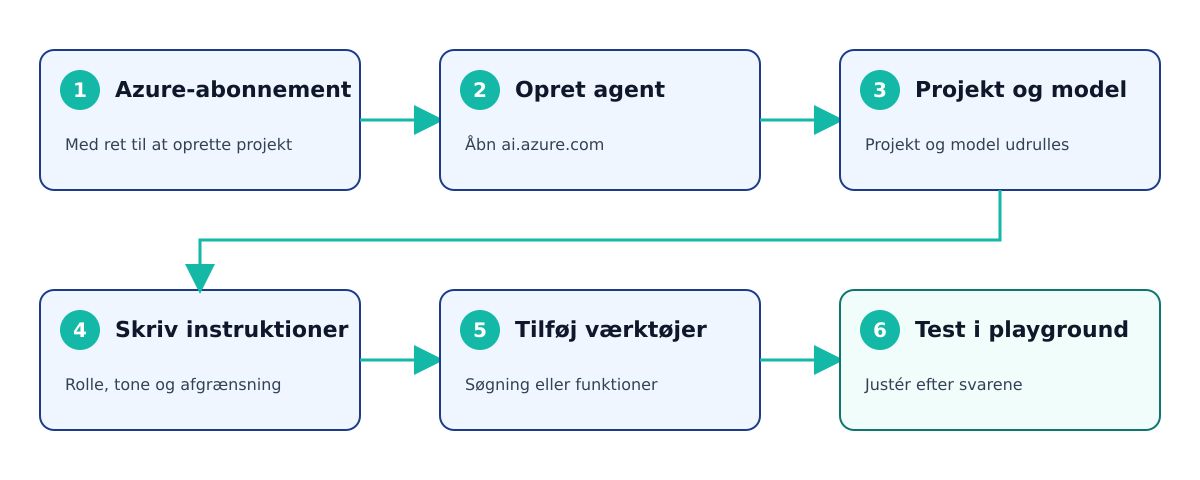 1 Azure-abonnement
Med ret til at oprette projekt
2 Opret agent
Åbn ai.azure.com
3 Projekt og model
Projekt og model udrulles
4 Skriv instruktioner
Rolle, tone og afgrænsning
5 Tilføj værktøjer
Søgning eller funktioner
6 Test i playground
Justér efter svarene